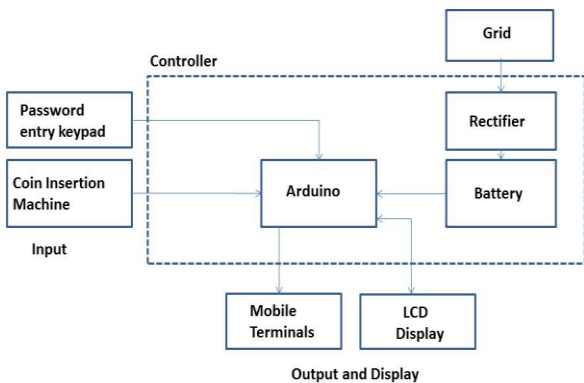 Grid
Controller
Password
entry keypad
Rectifier
Coin Insertion
Machine
Arduino
Battery
Input
Mobile
Terminals
LCD
Display
Output and Display